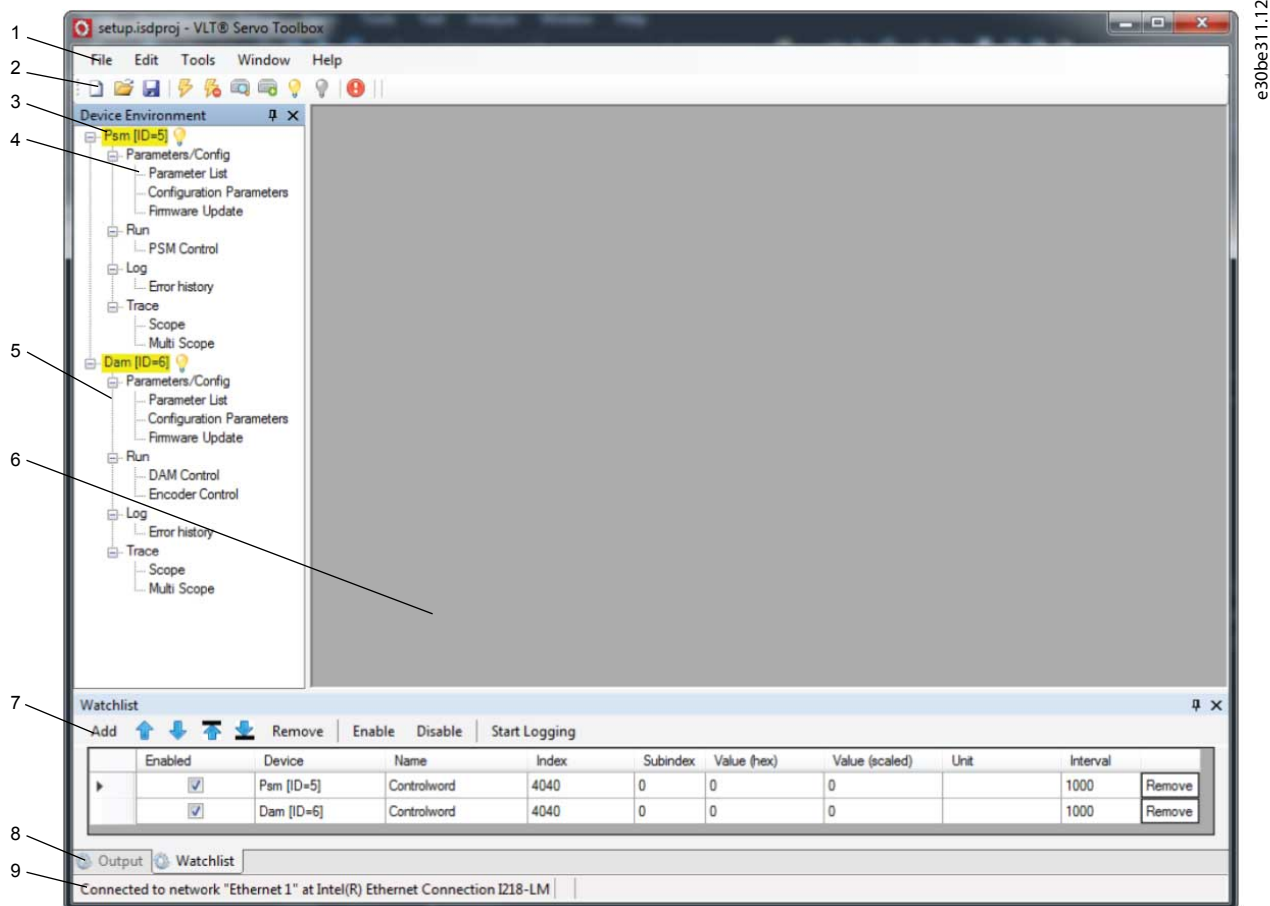 e30be311.12
setup.isdproj - VLT® Servo Toolbox
1
File Edit Tools Window Help
2
3
Device Environment
Psm [ID=5]
4
Parameters/Config
Parameter List
Configuration Parameters
Firmware Update
Run
PSM Control
Log
Error history
Trace
Scope
Multi Scope
5
Dam [ID=6]
Parameters/Config
Parameter List
Configuration Parameters
Firmware Update
6
Run
DAM Control
Encoder Control
Log
Error history
Trace
Scope
Multi Scope
Watchlist
7
Add Remove Enable Disable Start Logging
Enabled Device Name Index Subindex Value (hex) Value (scaled) Unit Interval
Psm [ID=5] Controlword 4040 0 0 0 1000 Remove
Dam [ID=6] Controlword 4040 0 0 0 1000 Remove
8
Output Watchlist
9
Connected to network "Ethernet 1" at Intel(R) Ethernet Connection I218-LM